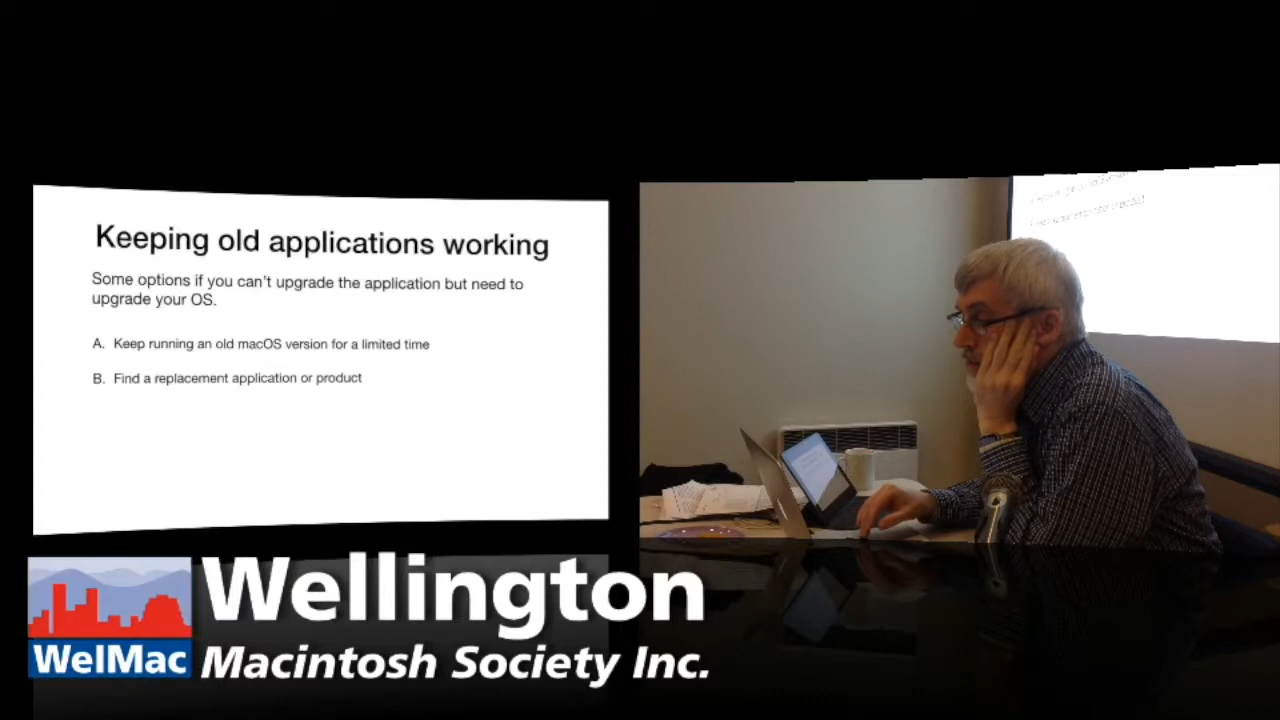 Keeping old applications working
Some options if you can't upgrade the application but need to
upgrade your OS.
A. Keep running an old macOS version for a limited time
B. Find a replacement application or product
WelMac
Wellington
Macintosh Society Inc.